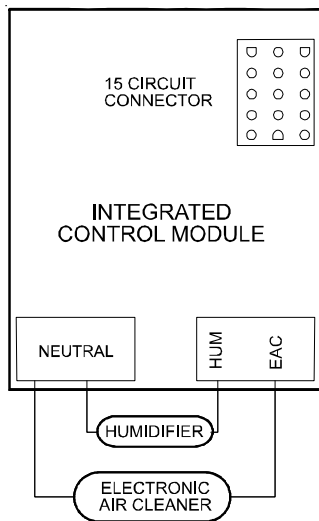 15 CIRCUIT
CONNECTOR
INTEGRATED
CONTROL MODULE
NEUTRAL
HUM
EAC
HUMIDIFIER
ELECTRONIC
AIR CLEANER